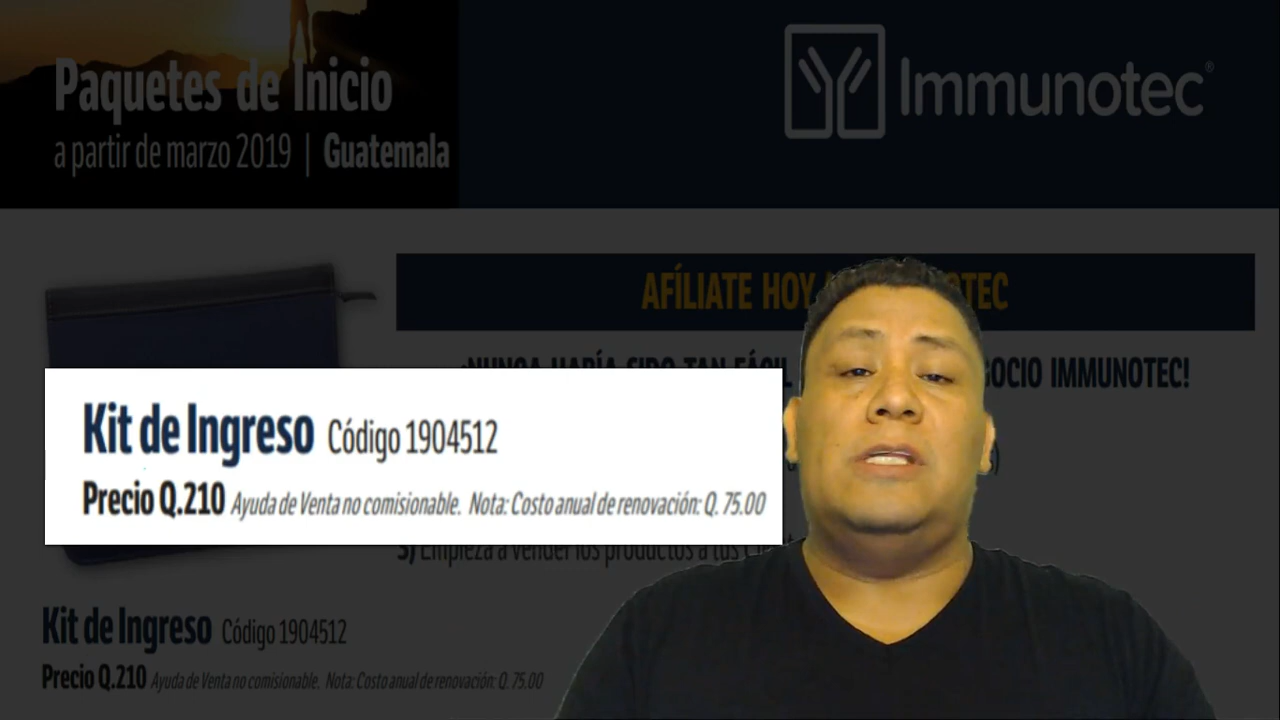 Paquetes de Inicio
a partir de marzo 2019 | Guatemala
Immunotec®
AFÍLIATE HOY
TEC
¡NUNCA HABÍA SIDO TAN FÁCIL
OCIO IMMUNOTEC!
Kit de Ingreso Código 1904512
Precio Q.210 Ayuda de Venta no comisionable. Nota: Costo anual de renovación: Q. 75.00
3) Empieza a vender los productos a tus
Kit de Ingreso Código 1904512
Precio Q.210 Ayuda de Venta no comisionable. Nota: Costo anual de renovación: Q. 75.00